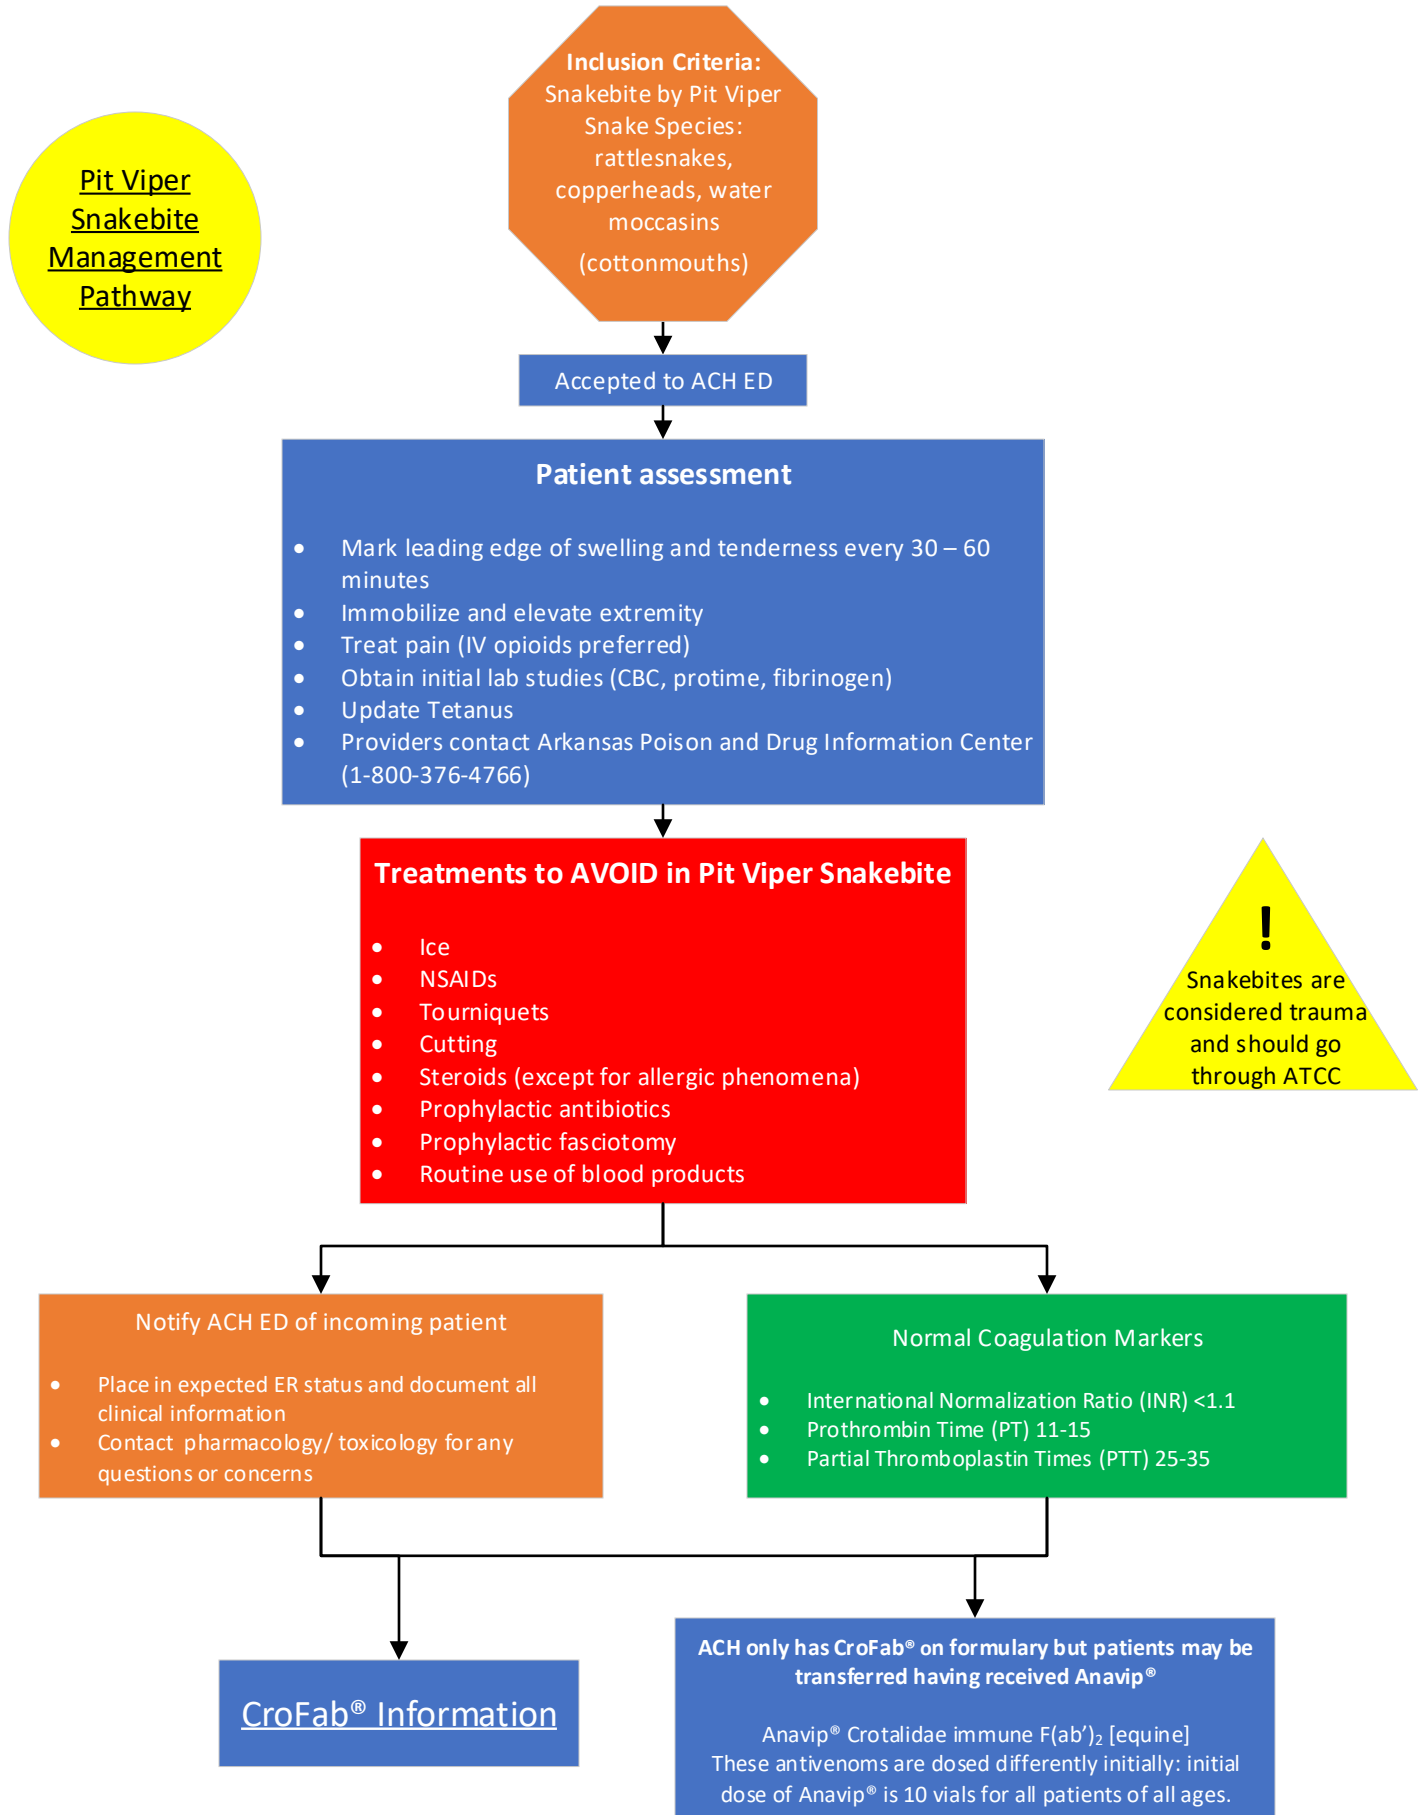 Pit Viper
Snakebite
Management
Pathway
Inclusion Criteria:
Snakebite by Pit Viper
Snake Species:
rattlesnakes,
copperheads, water
moccasins
(cottonmouths)
Accepted to ACH ED
Patient assessment
• Mark leading edge of swelling and tenderness every 30 – 60
minutes
• Immobilize and elevate extremity
• Treat pain (IV opioids preferred)
• Obtain initial lab studies (CBC, protime, fibrinogen)
• Update Tetanus
• Providers contact Arkansas Poison and Drug Information Center
(1-800-376-4766)
Treatments to AVOID in Pit Viper Snakebite
• Ice
• NSAIDs
• Tourniquets
• Cutting
• Steroids (except for allergic phenomena)
• Prophylactic antibiotics
• Prophylactic fasciotomy
• Routine use of blood products
!
Snakebites are
considered trauma
and should go
through ATCC
Notify ACH ED of incoming patient
• Place in expected ER status and document all
clinical information
• Contact pharmacology/ toxicology for any
questions or concerns
Normal Coagulation Markers
• International Normalization Ratio (INR) <1.1
• Prothrombin Time (PT) 11-15
• Partial Thromboplastin Times (PTT) 25-35
CroFab® Information
ACH only has CroFab® on formulary but patients may be
transferred having received Anavip®
Anavip® Crotalidae immune F(ab’)₂ [equine]
These antivenoms are dosed differently initially: initial
dose of Anavip® is 10 vials for all patients of all ages.